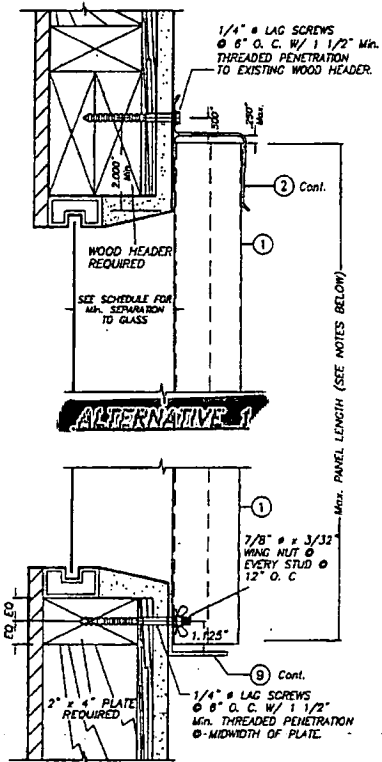 1/4" ø LAG SCREWS
@ 6" O. C. W/ 1 1/2" Min.
THREADED PENETRATION
TO EXISTING WOOD HEADER.
.500"
.250"
Max.
2.000"
Min.
2 Cont.
1
WOOD HEADER
REQUIRED
SEE SCHEDULE FOR
Min. SEPARATION
TO GLASS
Max. PANEL LENGTH (SEE NOTES BELOW)
ALTERNATIVE 1
1
7/8" ø x 3/32"
WING NUT @
EVERY STUD @
12" O. C
1.125"
EQ EQ
9 Cont.
2" x 4" PLATE
REQUIRED
1/4" ø LAG SCREWS
@ 6" O. C. W/ 1 1/2"
Min. THREADED PENETRATION
@ MIDWIDTH OF PLATE.